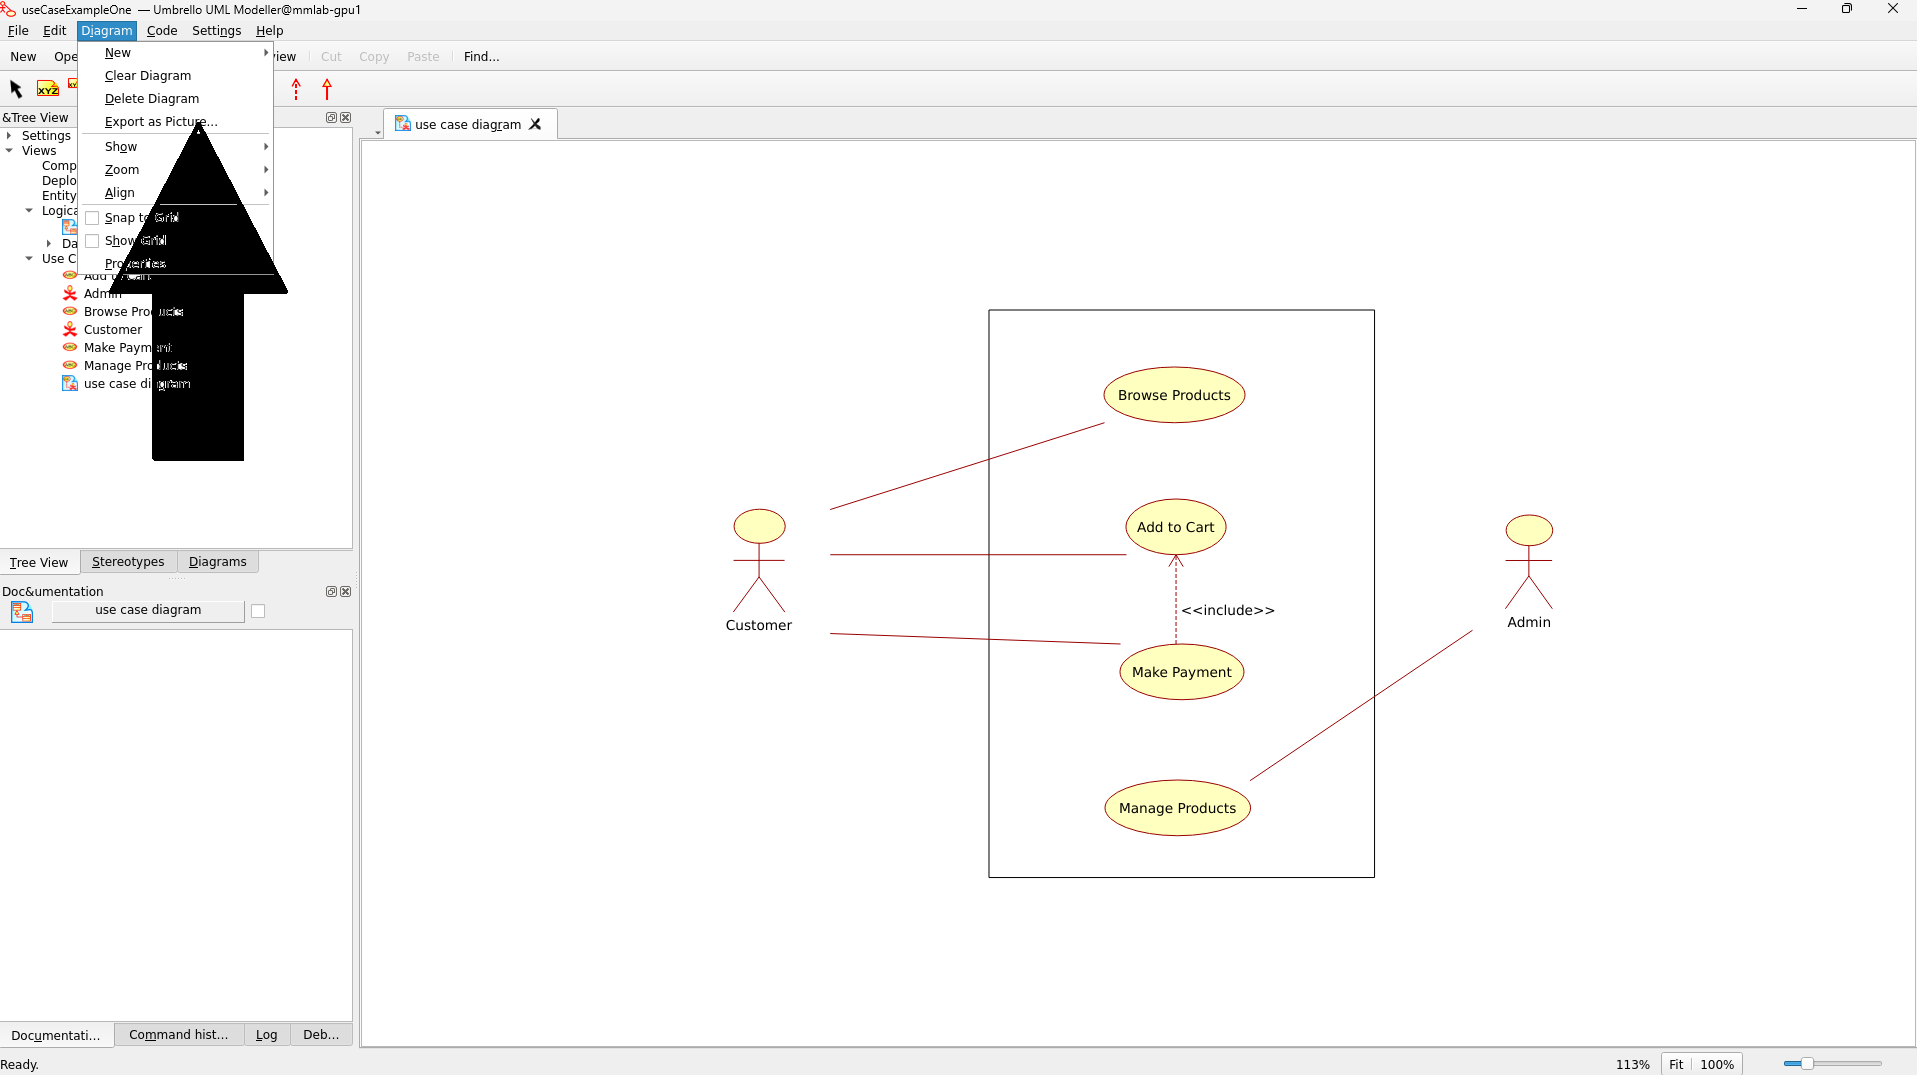 useCaseExampleOne — Umbrello UML Modeller@mmlab-gpu1
File Edit Diagram Code Settings Help
New Ope iew Cut Copy Paste Find...
XYZ
&Tree View
Settings
Views
Comp
Deplo
Entity
Logica
Da
Use C
Add to Cart
Admin
Browse Products
Customer
Make Payment
Manage Products
use case diagram
New
Clear Diagram
Delete Diagram
Export as Picture...
Show
Zoom
Align
Snap to Grid
Show Grid
Properties
Tree View Stereotypes Diagrams
Doc&umentation
use case diagram
Documentati... Command hist... Log Deb...
use case diagram
Browse Products
Add to Cart
<<include>>
Customer
Admin
Make Payment
Manage Products
Ready.
113% Fit 100%